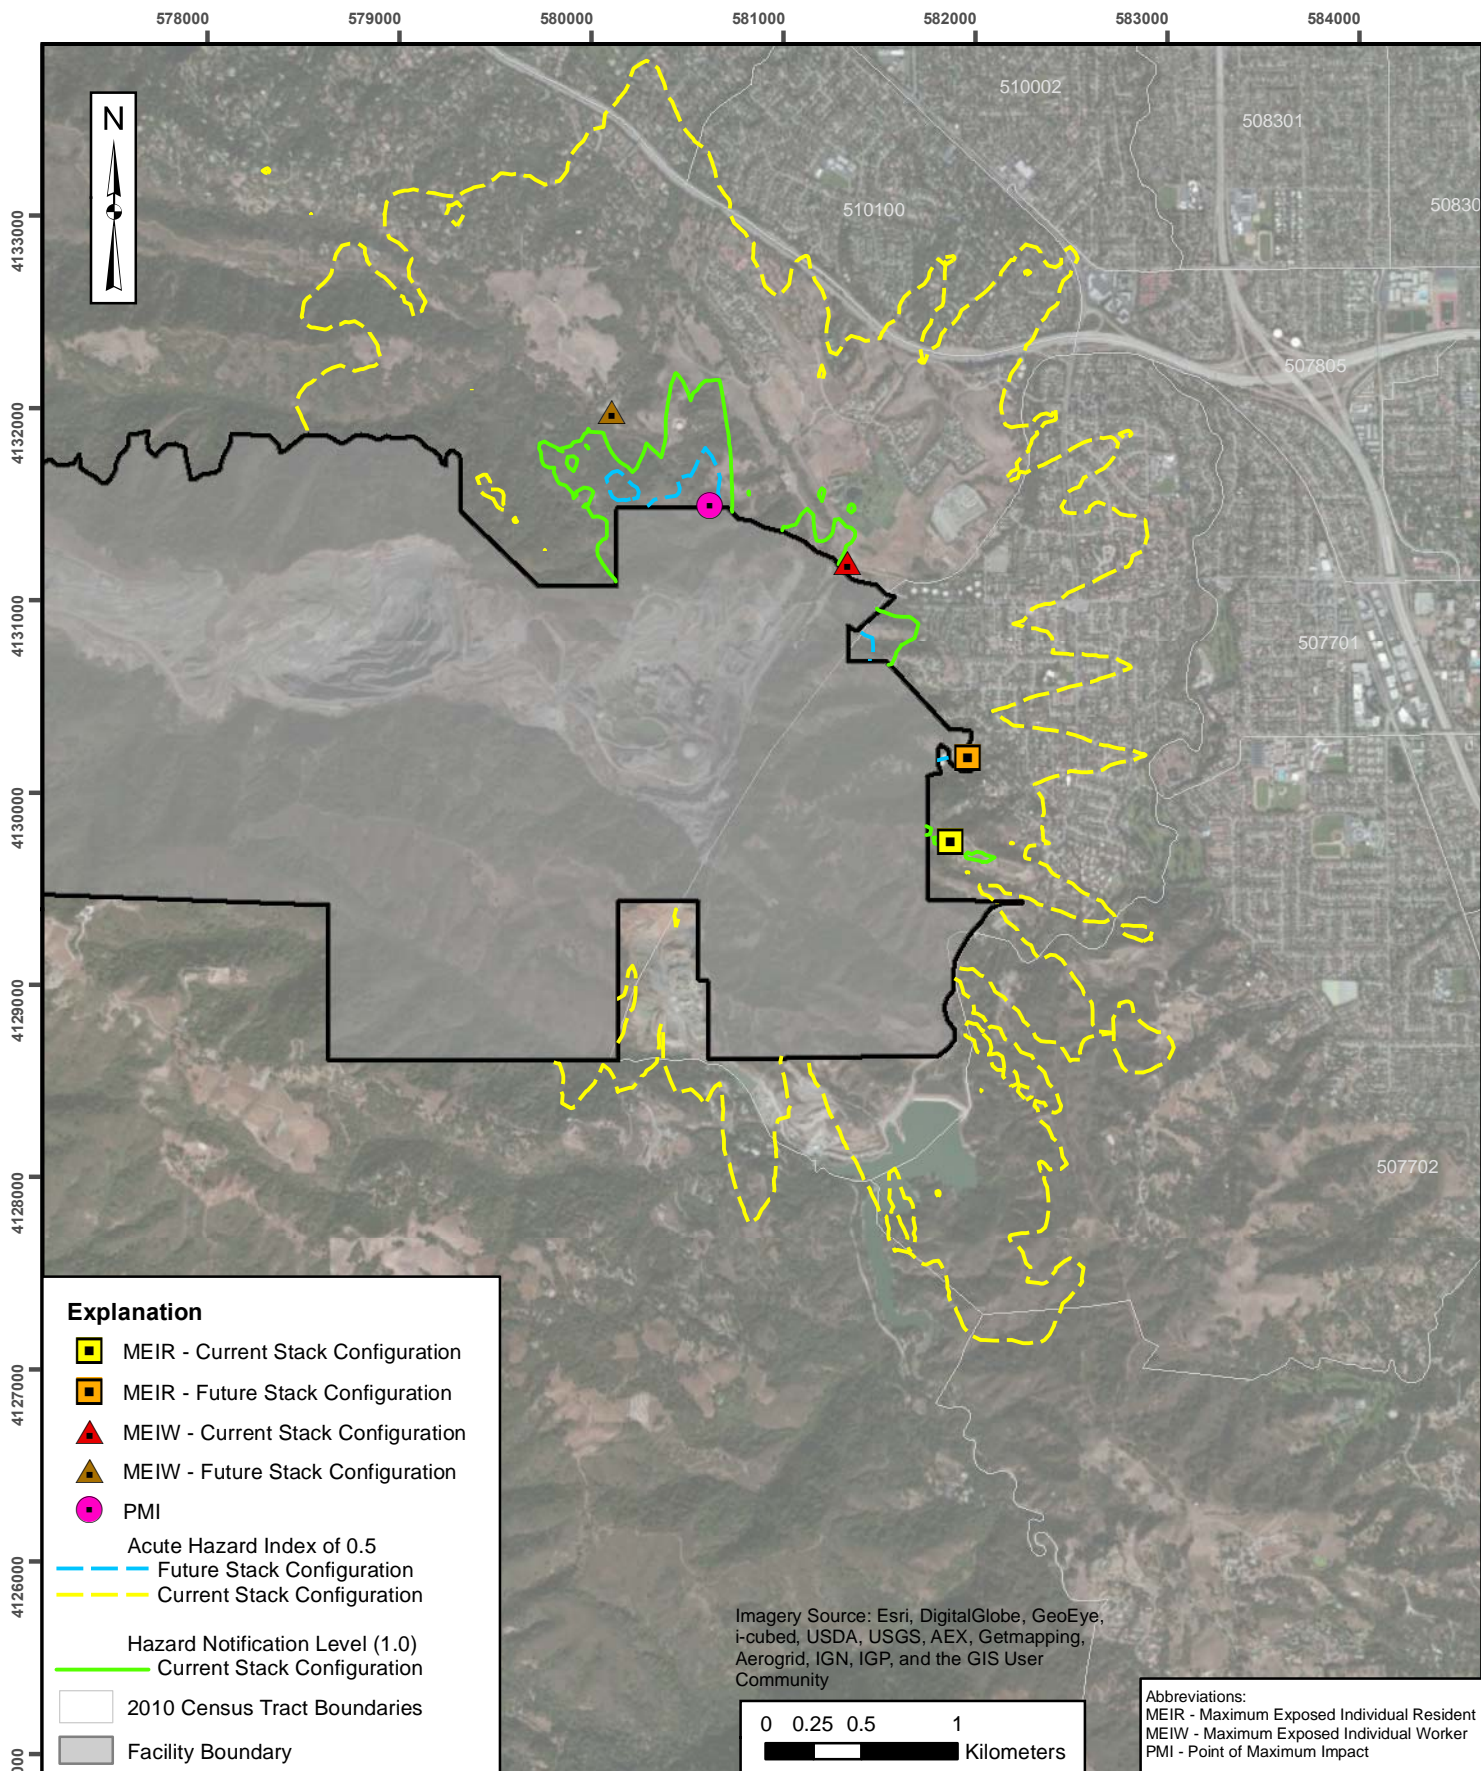 578000 579000 580000 581000 582000 583000 584000
N
510002
508301
510100
5083
4133000
507805
4132000
4131000
507701
4130000
4129000
4128000
507702
4127000
4126000
000
Explanation
MEIR - Current Stack Configuration
MEIR - Future Stack Configuration
MEIW - Current Stack Configuration
MEIW - Future Stack Configuration
PMI
Acute Hazard Index of 0.5
Future Stack Configuration
Current Stack Configuration
Hazard Notification Level (1.0)
Current Stack Configuration
2010 Census Tract Boundaries
Facility Boundary
Imagery Source: Esri, DigitalGlobe, GeoEye,
i-cubed, USDA, USGS, AEX, Getmapping,
Aerogrid, IGN, IGP, and the GIS User
Community
0 0.25 0.5 1
Kilometers
Abbreviations:
MEIR - Maximum Exposed Individual Resident
MEIW - Maximum Exposed Individual Worker
PMI - Point of Maximum Impact